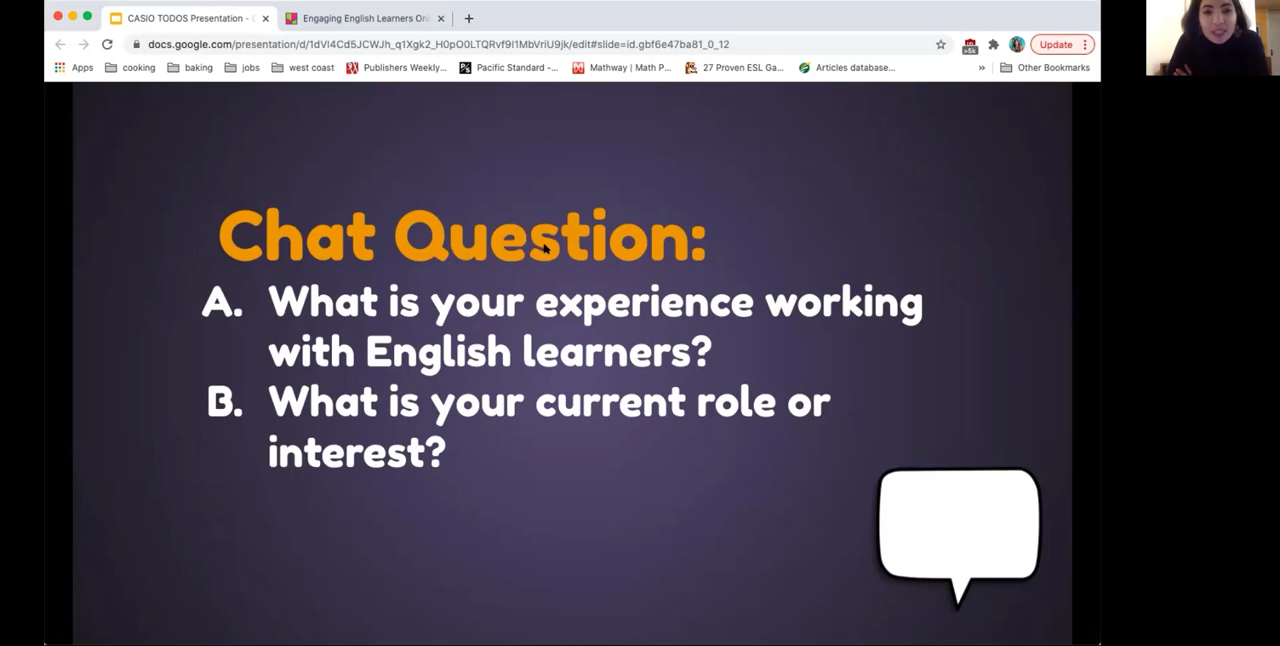 CASIO TODOS Presentation -
Engaging English Learners Onl
docs.google.com/presentation/d/1dVl4Cd5JCWJh_q1Xgk2_H0pO0LTQRvf9I1MbVriU9jk/edit#slide=id.gbf6e47ba81_0_12
Update
Apps
cooking
baking
jobs
west coast
Publishers Weekly...
Pacific Standard -...
Mathway | Math P...
27 Proven ESL Ga...
Articles database...
»
Other Bookmarks
Chat Question:
A. What is your experience working
with English learners?
B. What is your current role or
interest?